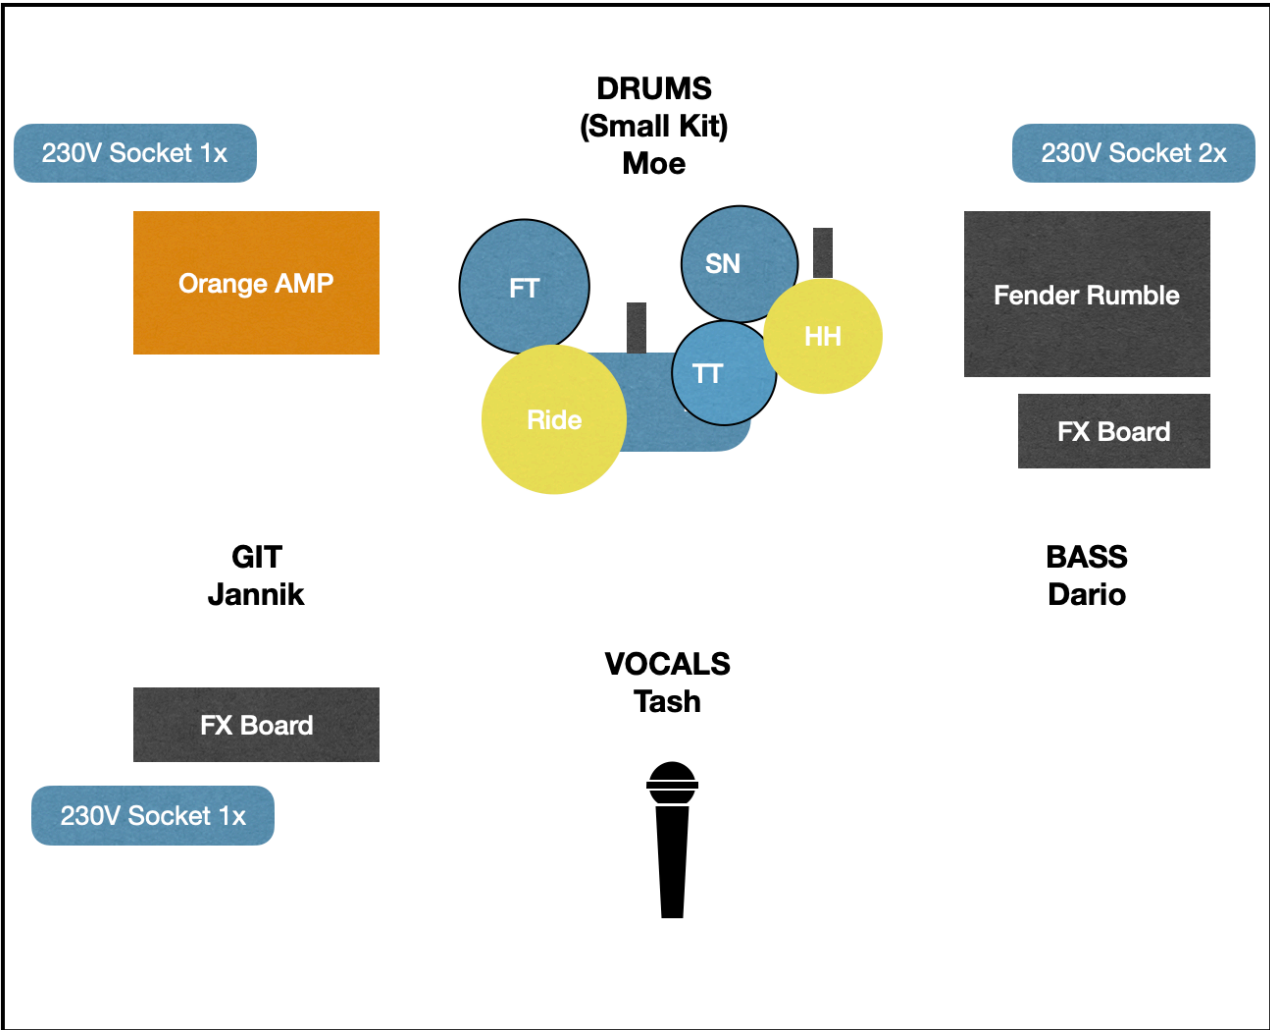 DRUMS
(Small Kit)
Moe
230V Socket 1x
230V Socket 2x
Orange AMP
FT
SN
HH
TT
Ride
Fender Rumble
FX Board
GIT
Jannik
BASS
Dario
VOCALS
Tash
FX Board
230V Socket 1x